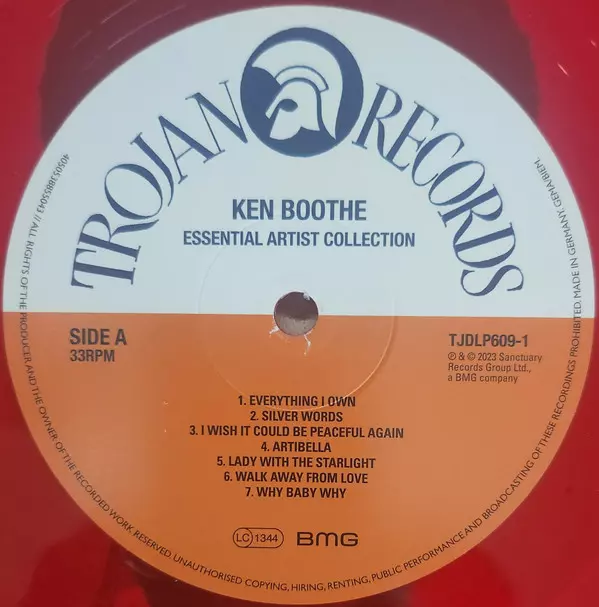 TROJAN RECORDS
KEN BOOTHE
ESSENTIAL ARTIST COLLECTION
SIDE A
33RPM
TJDLP609-1
℗ & © 2023 Sanctuary
Records Group Ltd.,
a BMG company
1. EVERYTHING I OWN
2. SILVER WORDS
3. I WISH IT COULD BE PEACEFUL AGAIN
4. ARTIBELLA
5. LADY WITH THE STARLIGHT
6. WALK AWAY FROM LOVE
7. WHY BABY WHY
LC 1344
BMG
4050538855043 // ALL RIGHTS OF THE PRODUCER AND THE OWNER OF THE RECORDED WORK RESERVED. UNAUTHORISED COPYING, HIRING, RENTING, PUBLIC PERFORMANCE AND BROADCASTING OF THESE RECORDINGS PROHIBITED. MADE IN GERMANY. GEMA/BIEM.